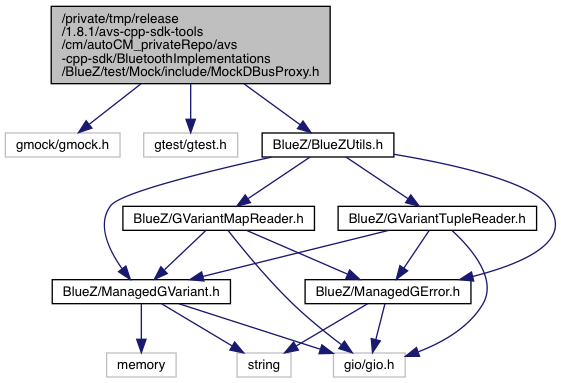 /private/tmp/release
/1.8.1/avs-cpp-sdk-tools
/cm/autoCM_privateRepo/avs
-cpp-sdk/BluetoothImplementations
/BlueZ/test/Mock/include/MockDBusProxy.h
gmock/gmock.h
gtest/gtest.h
BlueZ/BlueZUtils.h
BlueZ/GVariantMapReader.h
BlueZ/GVariantTupleReader.h
BlueZ/ManagedGVariant.h
BlueZ/ManagedGError.h
memory
string
gio/gio.h